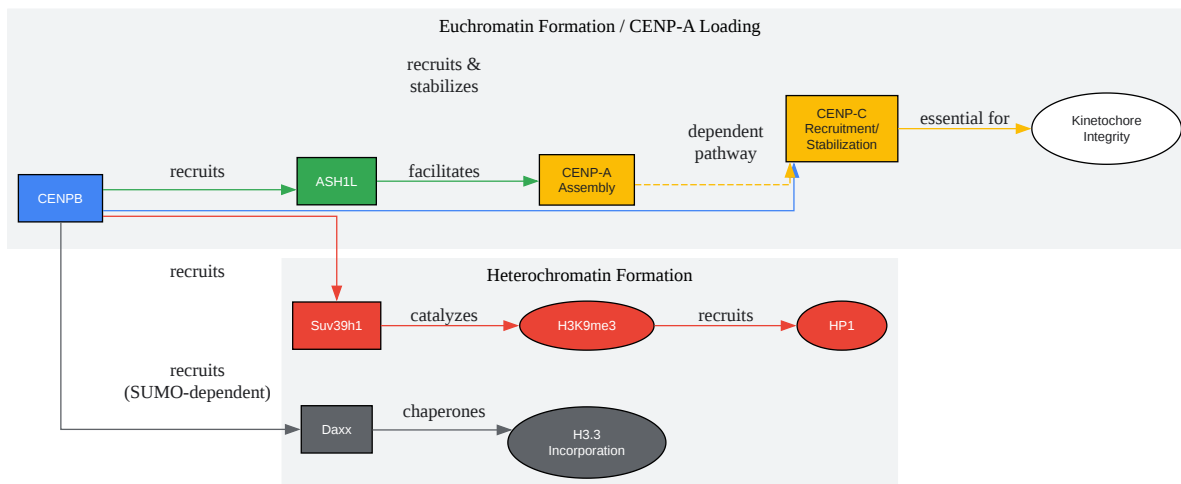 Euchromatin Formation / CENP-A Loading
recruits &
stabilizes
CENP-C
Recruitment/
Stabilization
essential for
Kinetochore
Integrity
dependent
pathway
recruits
ASH1L
facilitates
CENP-A
Assembly
CENPB
recruits
Heterochromatin Formation
Suv39h1
catalyzes
H3K9me3
recruits
HP1
recruits
(SUMO-dependent)
Daxx
chaperones
H3.3
Incorporation